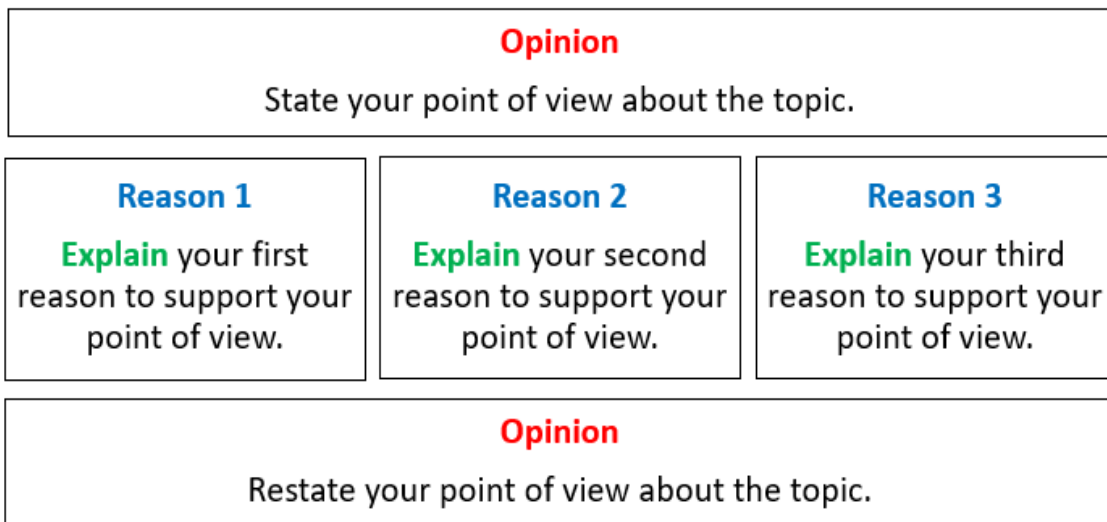 Opinion
State your point of view about the topic.
Reason 1
Explain your first
reason to support your
point of view.
Reason 2
Explain your second
reason to support your
point of view.
Reason 3
Explain your third
reason to support your
point of view.
Opinion
Restate your point of view about the topic.